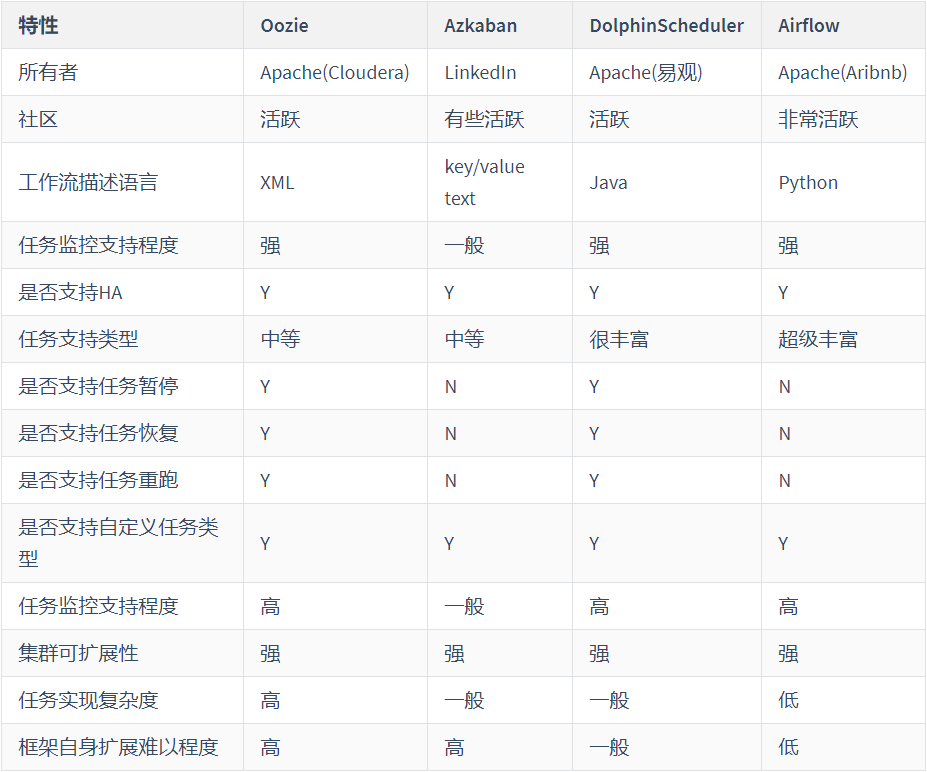 特性 Oozie Azkaban DolphinScheduler Airflow
所有者 Apache(Cloudera) LinkedIn Apache(易观) Apache(Aribnb)
社区 活跃 有些活跃 活跃 非常活跃
工作流描述语言 XML key/value text Java Python
任务监控支持程度 强 一般 强 强
是否支持HA Y Y Y Y
任务支持类型 中等 中等 很丰富 超级丰富
是否支持任务暂停 Y N Y N
是否支持任务恢复 Y N Y N
是否支持任务重跑 Y N Y N
是否支持自定义任务类型 Y Y Y Y
任务监控支持程度 高 一般 高 高
集群可扩展性 强 强 强 强
任务实现复杂度 高 一般 一般 低
框架自身扩展难以程度 高 高 一般 低